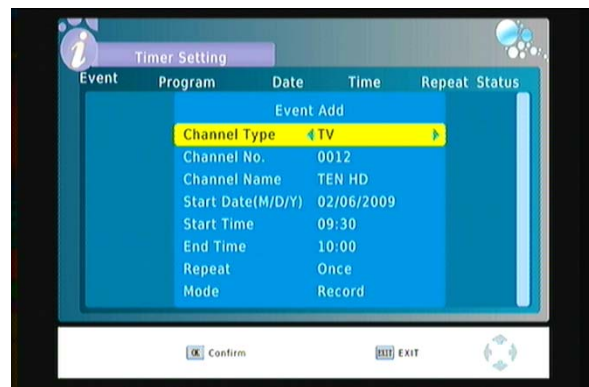 Timer Setting
Event Program Date Time Repeat Status
Event Add
Channel Type TV
Channel No. 0012
Channel Name TEN HD
Start Date(M/D/Y) 02/06/2009
Start Time 09:30
End Time 10:00
Repeat Once
Mode Record
OK Confirm EXIT EXIT